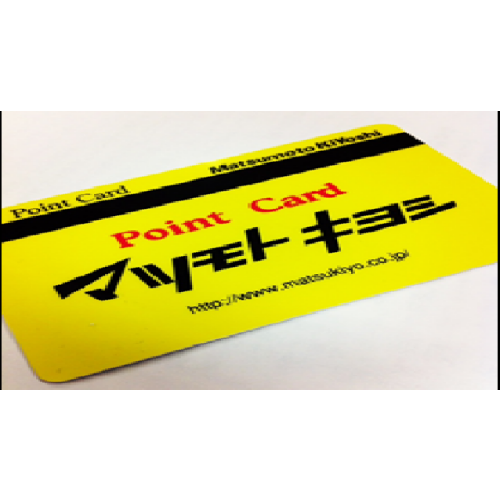 Point Card Matsumoto KiYoshi
Point Card
マツモト キヨシ
http://www.matsukiyo.co.jp/